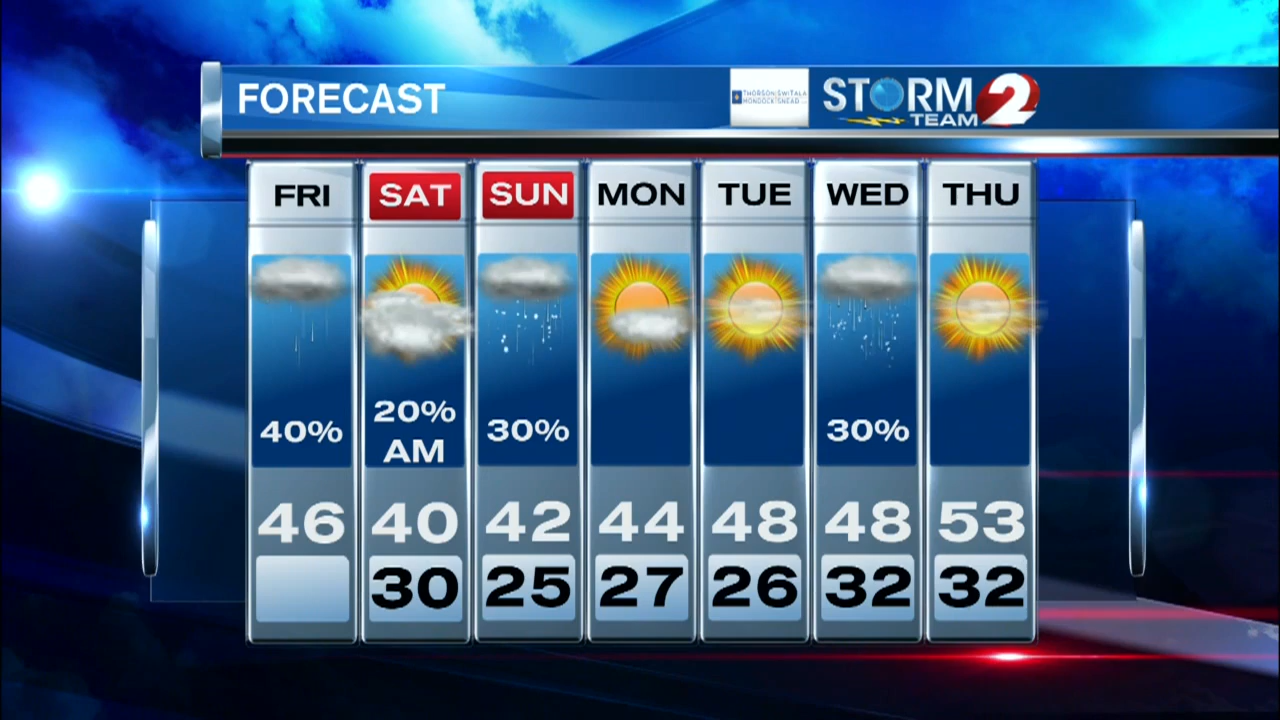 FORECAST
STORM TEAM 2
FRI SAT SUN MON TUE WED THU
40% 20% AM 30% 30%
46 40 42 44 48 48 53
30 25 27 26 32 32